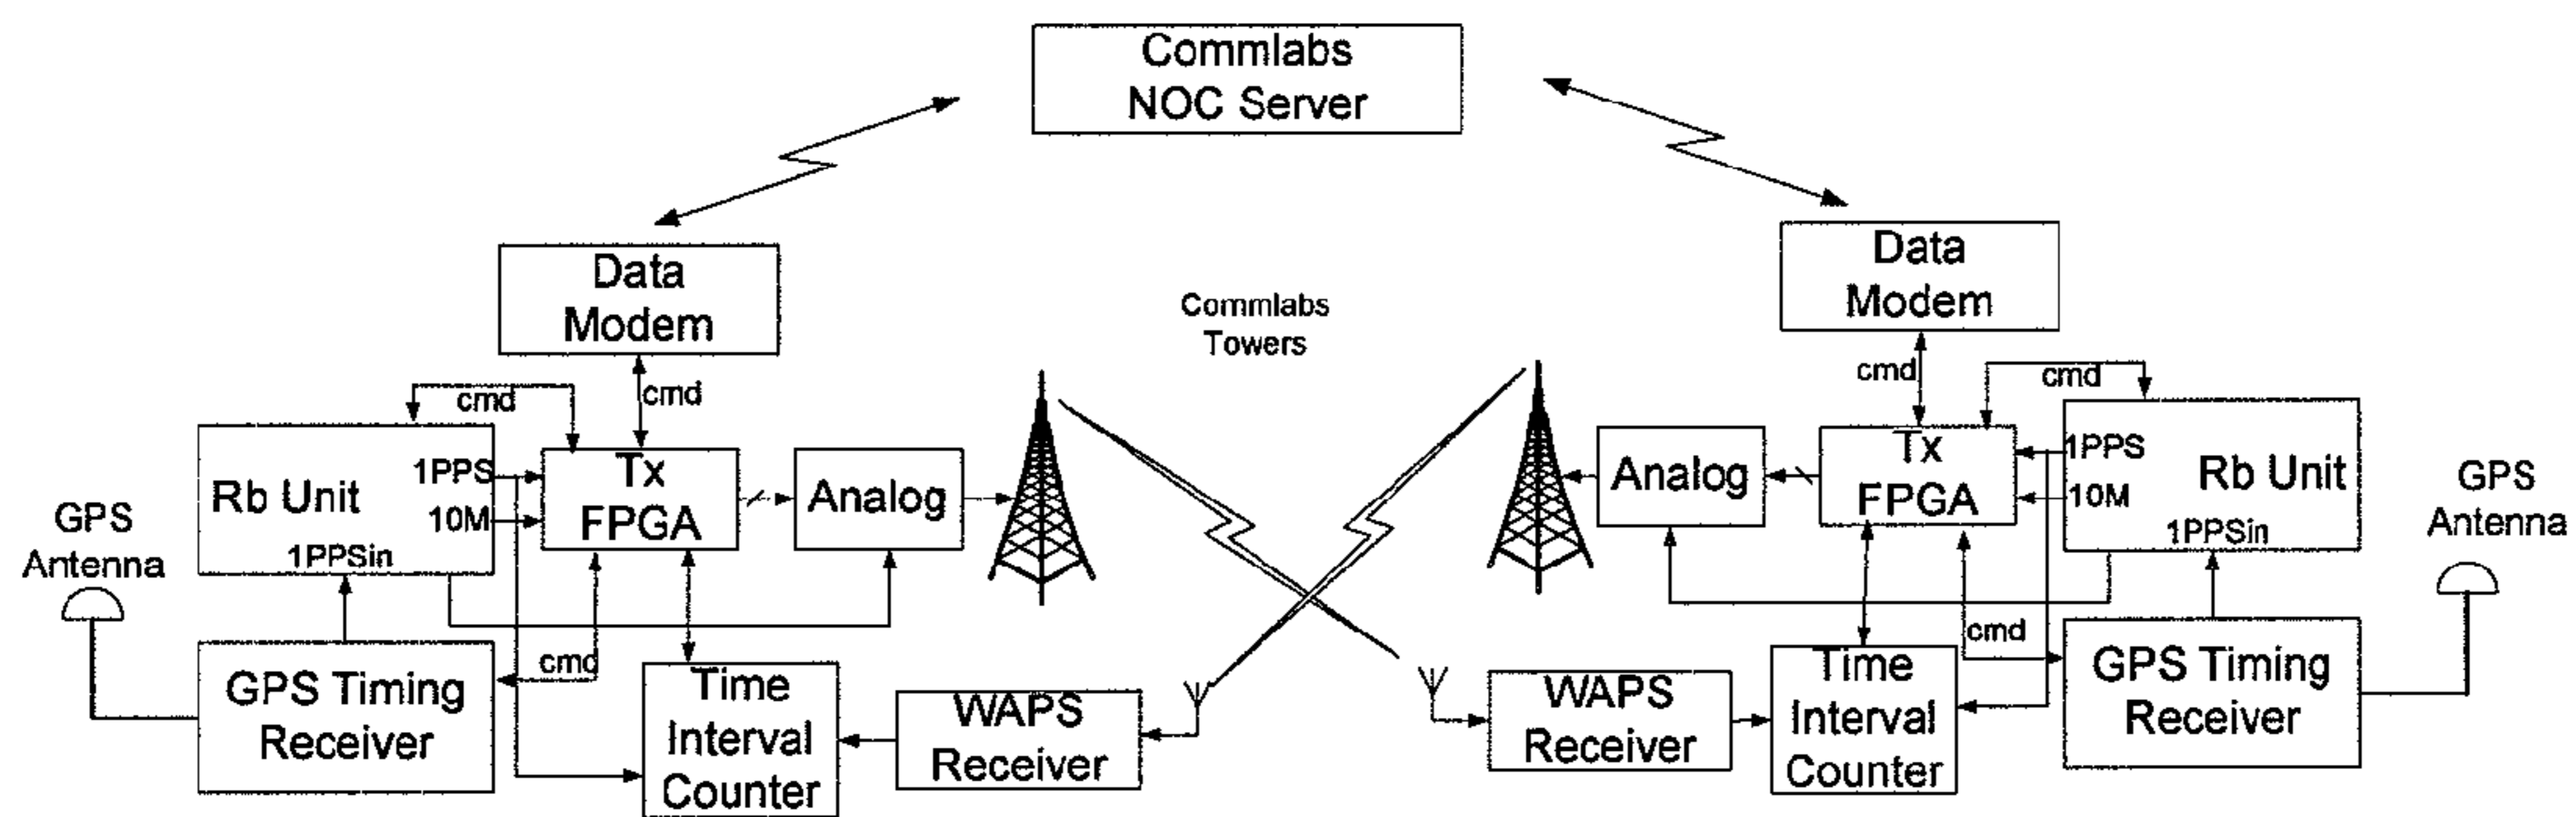 Commlabs
NOC Server
Data
Modem
Data
Modem
Commlabs
Towers
cmd
cmd
cmd
cmd
GPS
Antenna
Rb Unit
1PPS
10M
1PPSin
Tx
FPGA
Analog
Analog
Tx
FPGA
1PPS
10M
1PPSin
Rb Unit
GPS
Antenna
GPS Timing
Receiver
cmd
Time
Interval
Counter
WAPS
Receiver
WAPS
Receiver
Time
Interval
Counter
cmd
GPS Timing
Receiver